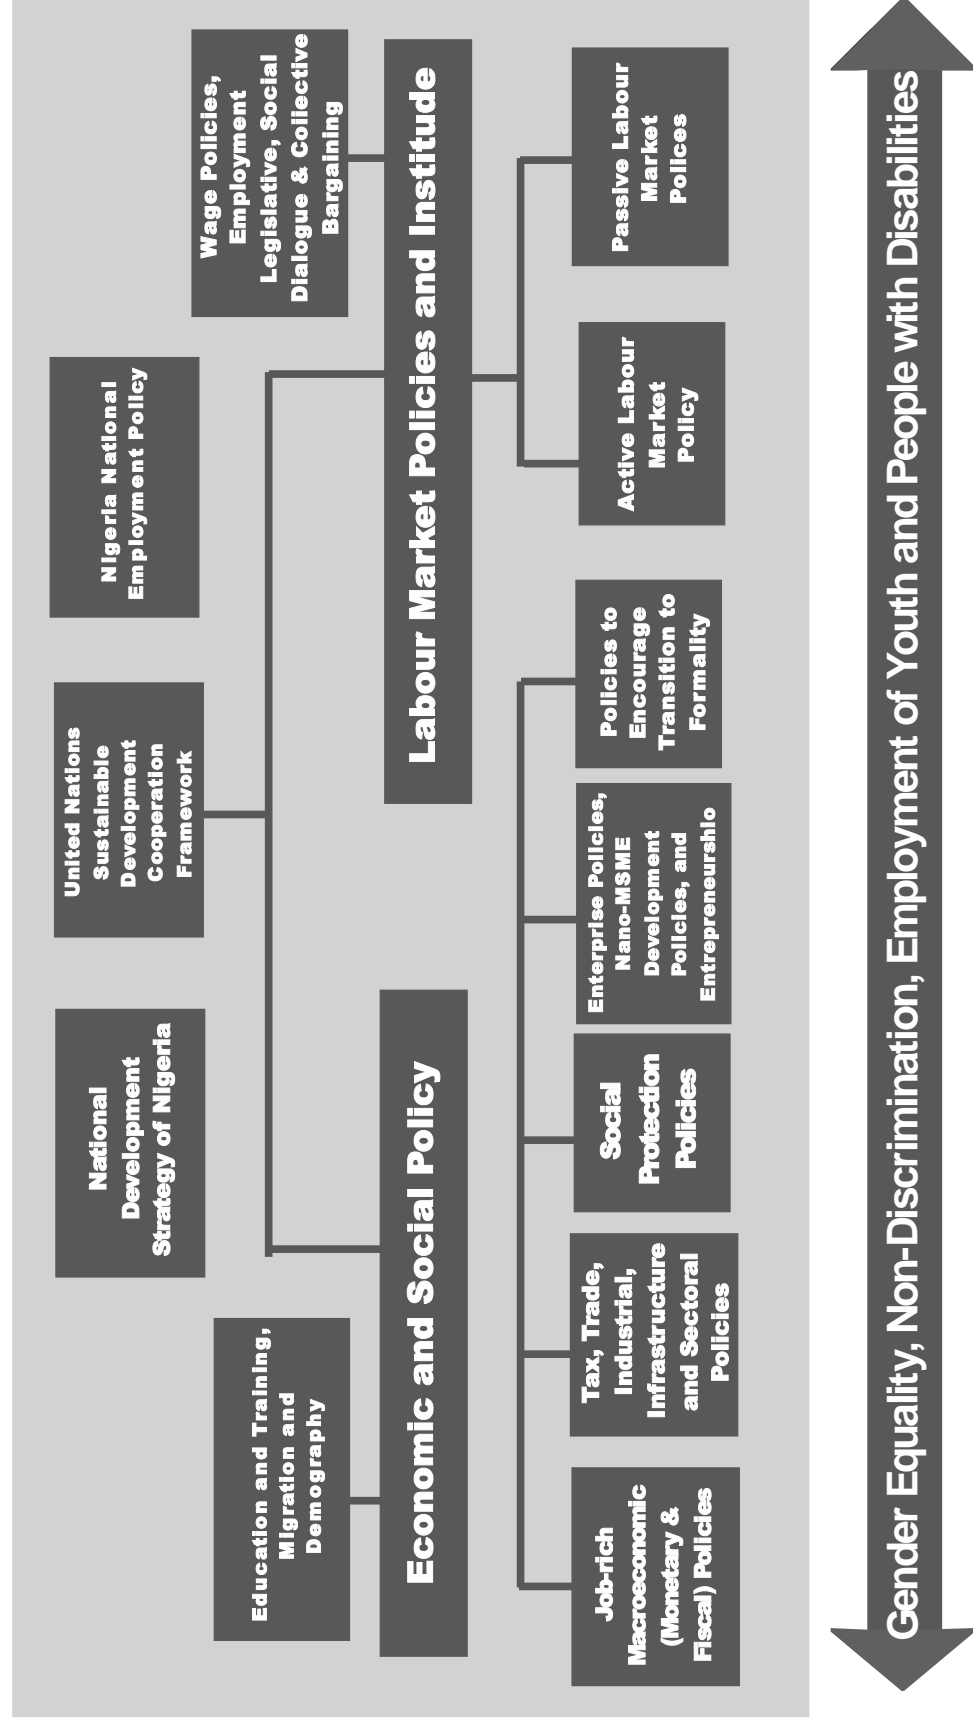 National
Development
Strategy of Nigeria
United Nations
Sustainable
Development
Cooperation
Framework
NIgeria National
Employment Policy
Education and Training,
MIgration and
Demography
Wage Policies,
Employment
Legislative, Social
Dialogue & Coiiective
Bargaining
Economic and Social Policy
Labour Market Policies and Institude
Job-rich
Macroeconomic
(Monetary &
Fiscal) Policies
Tax, Trade,
Industrial,
Infrastructure
and Sectoral
Policies
Social
Protection
Policies
Enterprise Policies,
Nano-MSME
Development
Policies, and
Entrepreneurshio
Policies to
Encourage
Transition to
Formality
Active Labour
Market
Policy
Passive Labour
Market
Polices
Gender Equality, Non-Discrimination, Employment of Youth and People with Disabilities